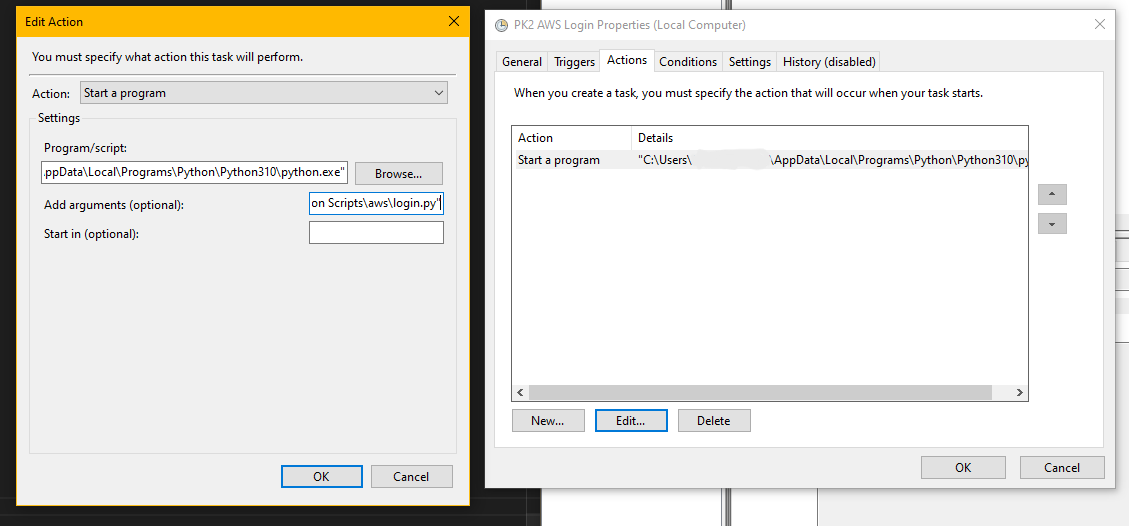 Edit Action
You must specify what action this task will perform.
Action: Start a program
Settings
Program/script:
.ppData\Local\Programs\Python\Python310\python.exe" Browse...
Add arguments (optional): on Scripts\aws\login.py"
Start in (optional):
OK Cancel
PK2 AWS Login Properties (Local Computer)
General Triggers Actions Conditions Settings History (disabled)
When you create a task, you must specify the action that will occur when your task starts.
Action Details
Start a program "C:\Users\ \AppData\Local\Programs\Python\Python310\py
New... Edit... Delete
OK Cancel